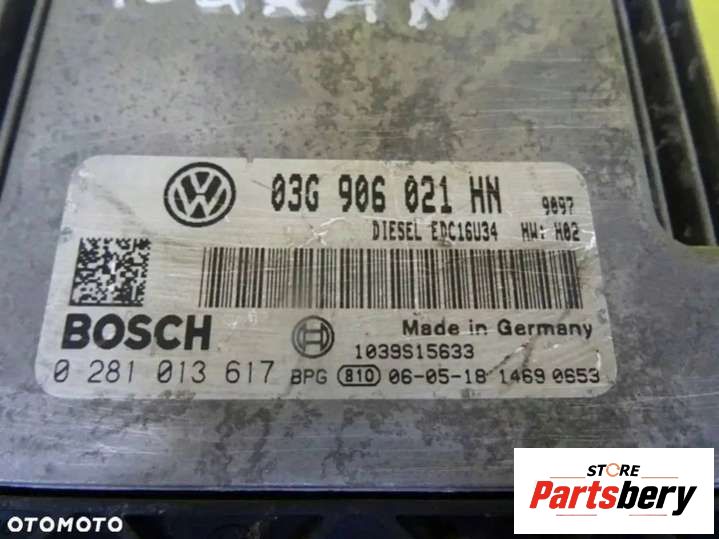 03G 906 021 HN 9097
DIESEL EDC16U34 HW: H02
BOSCH
Made in Germany
1039S15633
0 281 013 617 BPG 810 06-05-18 1469 0653
STORE
Partsbery
OTOMOTO